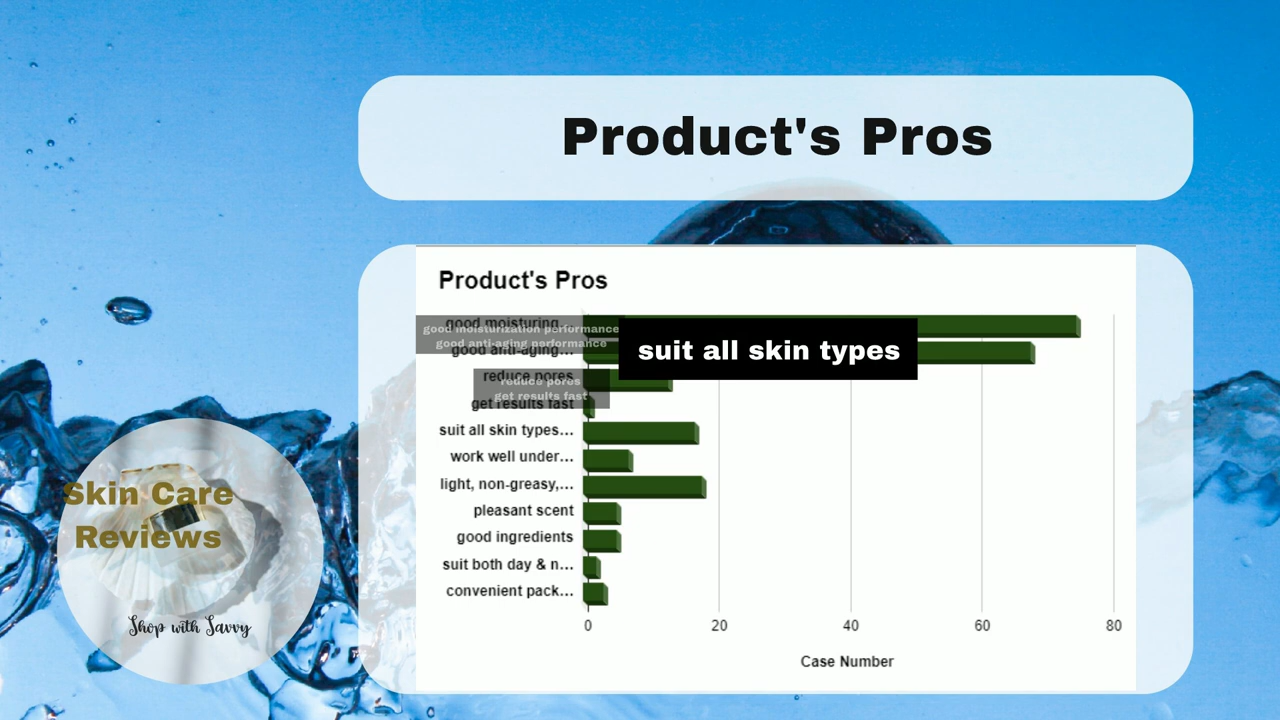 Product's Pros
Product's Pros
good moisturing...
good moisturization performance
good anti-aging performance
good anti-aging...
suit all skin types
reduce pores
reduce pores
get results fast
get results fast
suit all skin types...
work well under...
light, non-greasy,...
pleasant scent
good ingredients
suit both day & n...
convenient pack...
0 20 40 60 80
Case Number
Skin Care
Reviews
Shop with Savvy